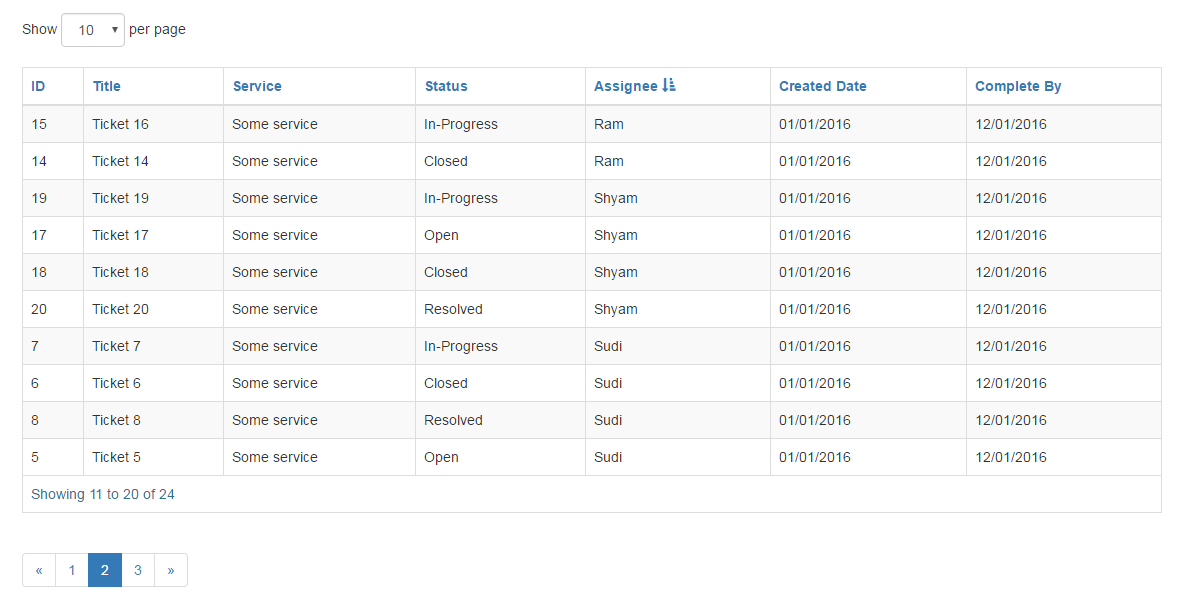 Show 10 per page
ID Title Service Status Assignee Created Date Complete By
15 Ticket 16 Some service In-Progress Ram 01/01/2016 12/01/2016
14 Ticket 14 Some service Closed Ram 01/01/2016 12/01/2016
19 Ticket 19 Some service In-Progress Shyam 01/01/2016 12/01/2016
17 Ticket 17 Some service Open Shyam 01/01/2016 12/01/2016
18 Ticket 18 Some service Closed Shyam 01/01/2016 12/01/2016
20 Ticket 20 Some service Resolved Shyam 01/01/2016 12/01/2016
7 Ticket 7 Some service In-Progress Sudi 01/01/2016 12/01/2016
6 Ticket 6 Some service Closed Sudi 01/01/2016 12/01/2016
8 Ticket 8 Some service Resolved Sudi 01/01/2016 12/01/2016
5 Ticket 5 Some service Open Sudi 01/01/2016 12/01/2016
Showing 11 to 20 of 24
« 1 2 3 »